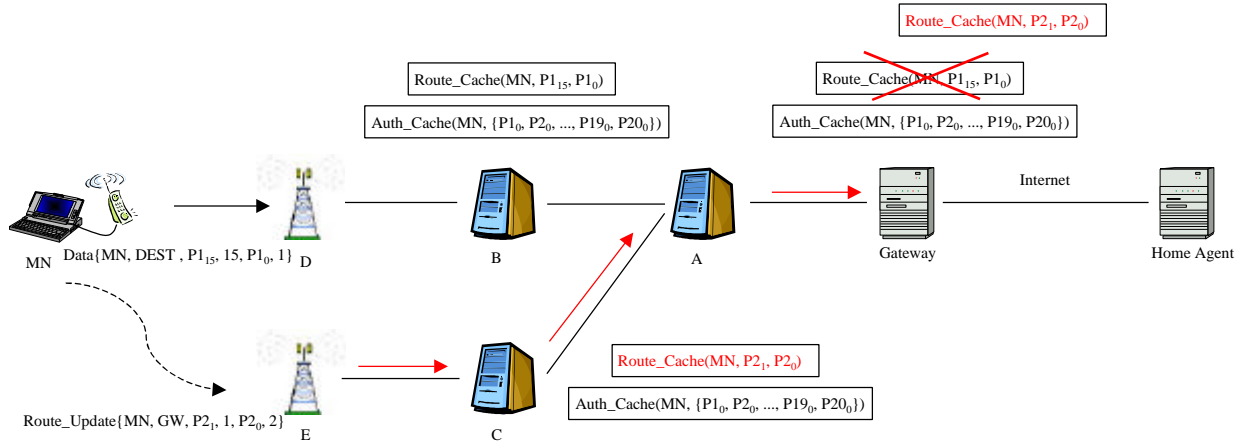 Route_Cache(MN, P2₁, P2₀)
Route_Cache(MN, P1₁₅, P1₀)
Route_Cache(MN, P1₁₅, P1₀)
Auth_Cache(MN, {P1₀, P2₀, ..., P19₀, P20₀})
Auth_Cache(MN, {P1₀, P2₀, ..., P19₀, P20₀})
Internet
MN
Data{MN, DEST , P1₁₅, 15, P1₀, 1}
D
B
A
Gateway
Home Agent
Route_Cache(MN, P2₁, P2₀)
Auth_Cache(MN, {P1₀, P2₀, ..., P19₀, P20₀})
Route_Update{MN, GW, P2₁, 1, P2₀, 2}
E
C